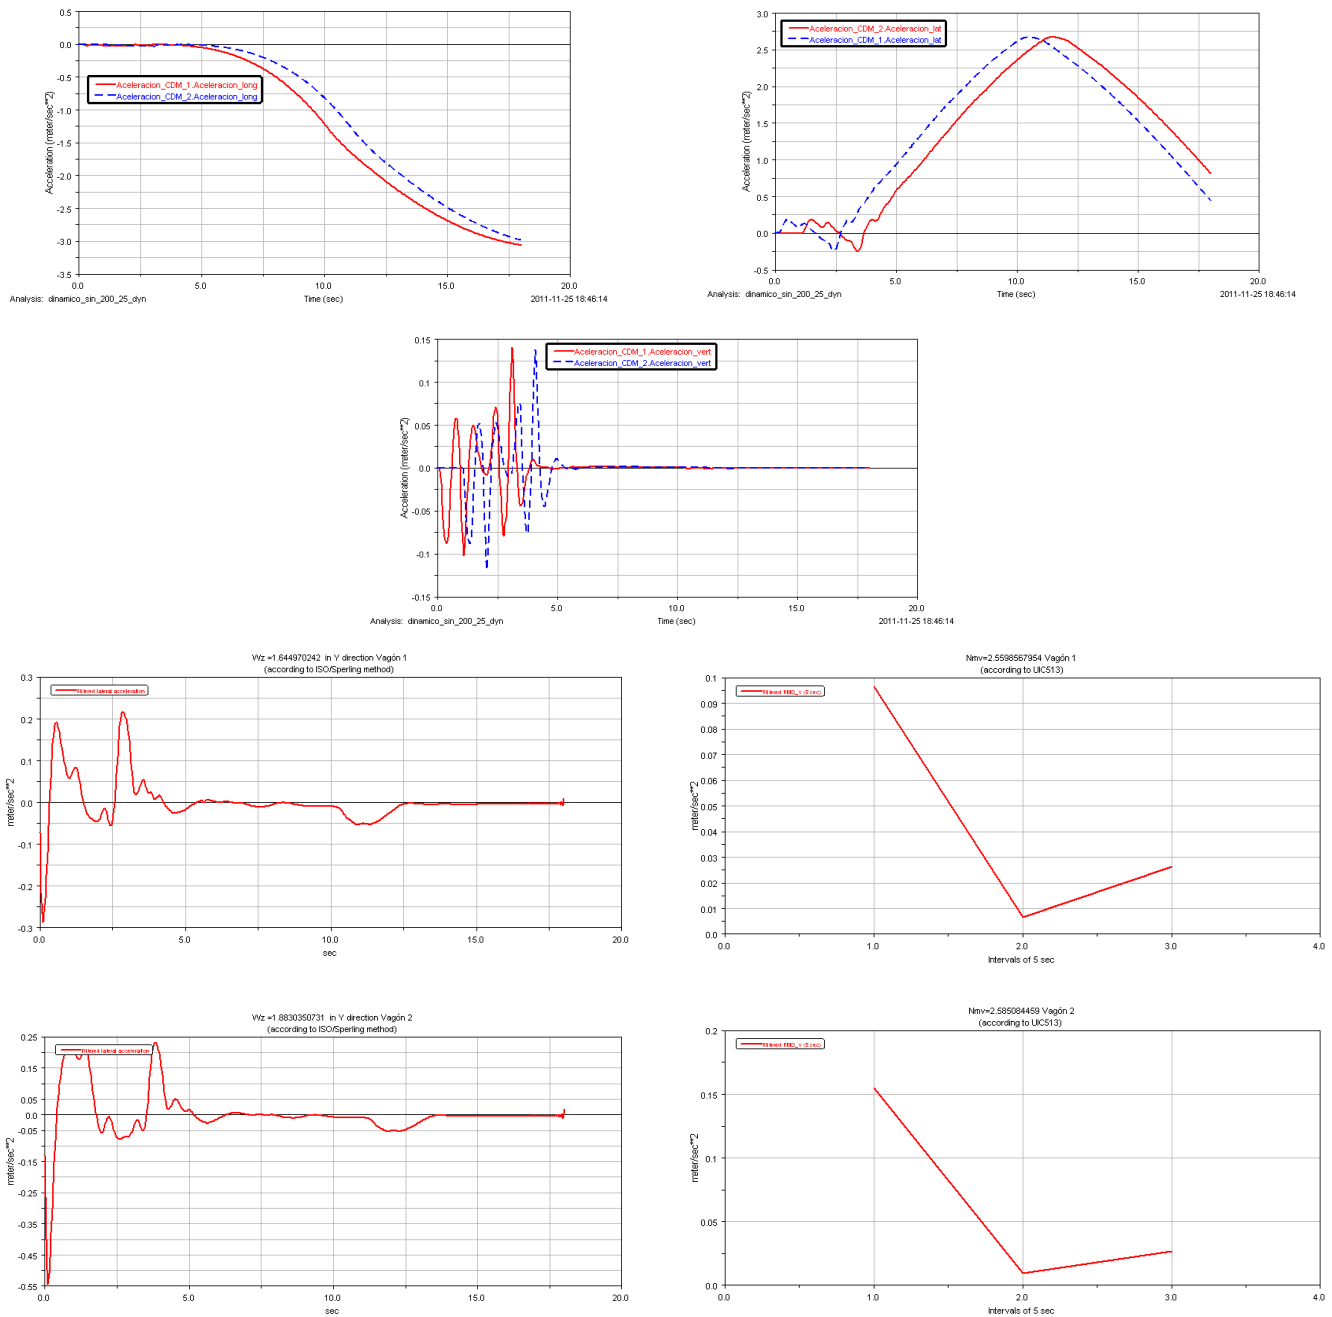 0.5
0.0
-0.5
-1.0
-1.5
-2.0
-2.5
-3.0
-3.5
Acceleration (meter/sec**2)
Aceleracion_CDM_1.Aceleracion_long
Aceleracion_CDM_2.Aceleracion_long
0.0 5.0 10.0 15.0 20.0
Analysis: dinamico_sin_200_25_dyn Time (sec) 2011-11-25 18:46:14
3.0
2.5
2.0
1.5
1.0
0.5
0.0
-0.5
Acceleration (meter/sec**2)
Aceleracion_CDM_2.Aceleracion_lat
Aceleracion_CDM_1.Aceleracion_lat
0.0 5.0 10.0 15.0 20.0
Analysis: dinamico_sin_200_25_dyn Time (sec) 2011-11-25 18:46:14
0.15
0.1
0.05
0.0
-0.05
-0.1
-0.15
Acceleration (meter/sec**2)
Aceleracion_CDM_1.Aceleracion_vert
Aceleracion_CDM_2.Aceleracion_vert
0.0 5.0 10.0 15.0 20.0
Analysis: dinamico_sin_200_25_dyn Time (sec) 2011-11-25 18:46:14
Wz =1.644970242 in Y direction Vagón 1
(according to ISO/Sperling method)
0.3
0.2
0.1
0.0
-0.1
-0.2
-0.3
meter/sec**2
Filtered lateral acceleration
0.0 5.0 10.0 15.0 20.0
sec
Nmv=2.5598567954 Vagón 1
(according to UIC513)
0.1
0.09
0.08
0.07
0.06
0.05
0.04
0.03
0.02
0.01
0.0
meter/sec**2
0.0 1.0 2.0 3.0 4.0
Intervals of 5 sec
Wz =1.8830350731 in Y direction Vagón 2
(according to ISO/Sperling method)
0.25
0.15
0.05
0.0
-0.05
-0.15
-0.25
-0.35
-0.45
-0.55
meter/sec**2
Filtered lateral acceleration
0.0 5.0 10.0 15.0 20.0
sec
Nmv=2.585084459 Vagón 2
(according to UIC513)
0.2
0.15
0.1
0.05
0.0
meter/sec**2
0.0 1.0 2.0 3.0 4.0
Intervals of 5 sec